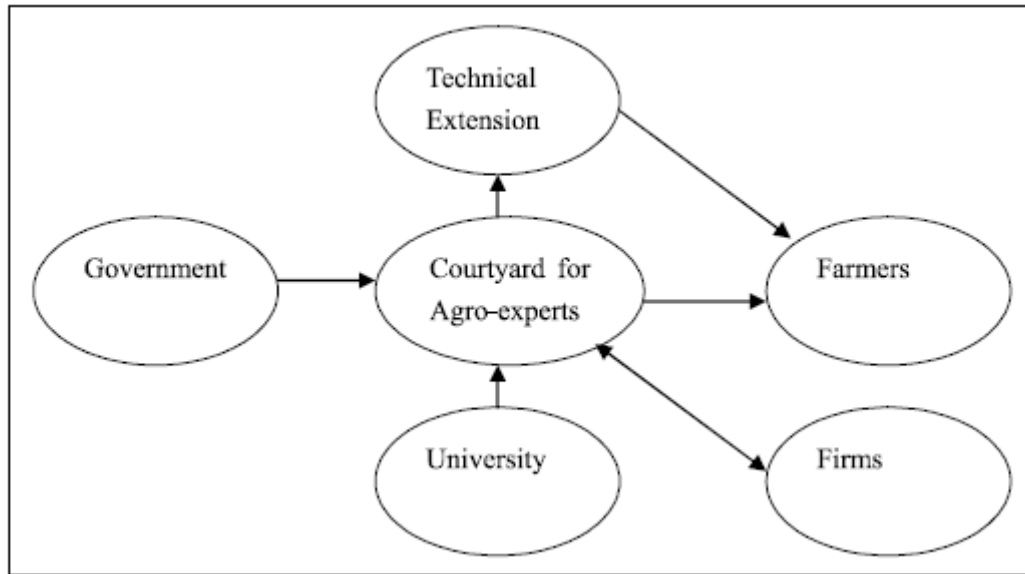 Technical
Extension
Government
Courtyard for
Agro-experts
Farmers
University
Firms